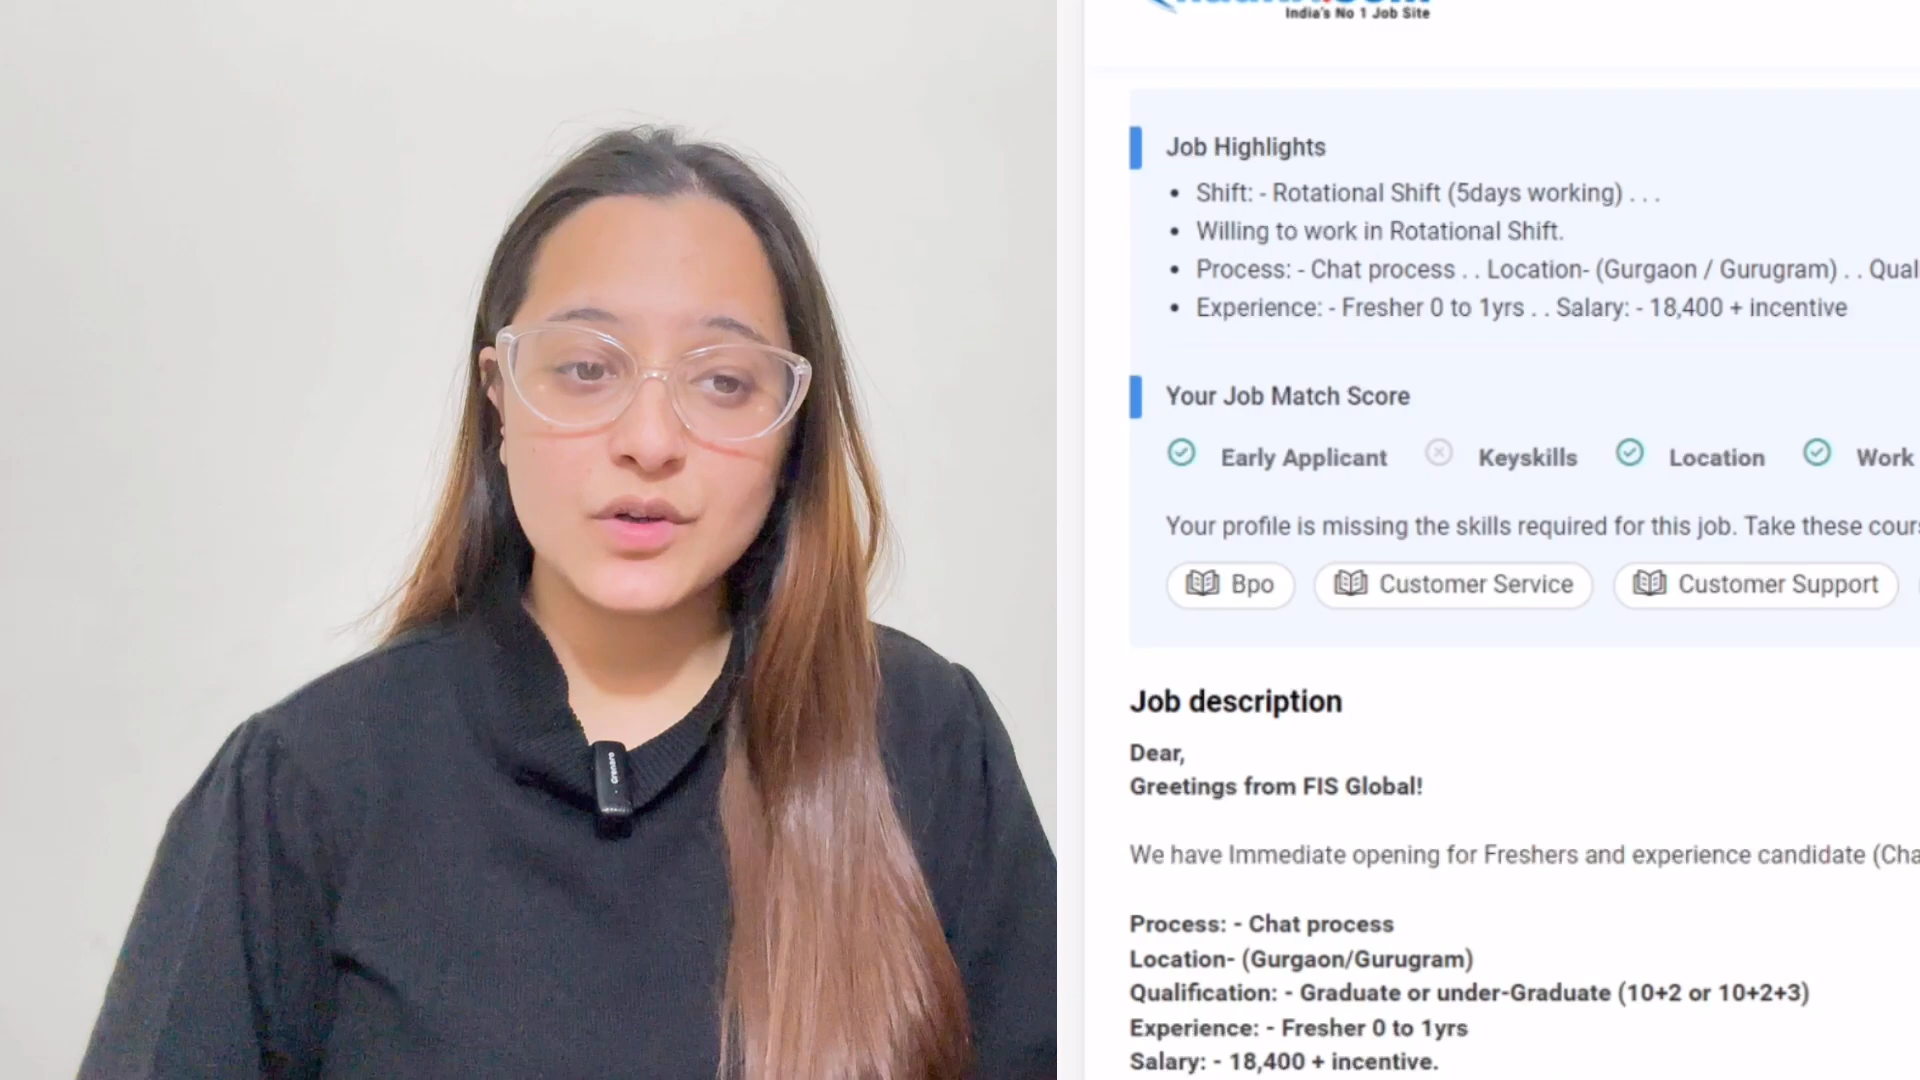 India's No 1 Job Site
Job Highlights
• Shift: - Rotational Shift (5days working) . . .
• Willing to work in Rotational Shift.
• Process: - Chat process . . Location- (Gurgaon / Gurugram) . . Qual
• Experience: - Fresher 0 to 1yrs . . Salary: - 18,400 + incentive
Your Job Match Score
Early Applicant Keyskills Location Work
Your profile is missing the skills required for this job. Take these cour
Bpo Customer Service Customer Support
Job description
Dear,
Greetings from FIS Global!
We have Immediate opening for Freshers and experience candidate (Cha
Process: - Chat process
Location- (Gurgaon/Gurugram)
Qualification: - Graduate or under-Graduate (10+2 or 10+2+3)
Experience: - Fresher 0 to 1yrs
Salary: - 18,400 + incentive.
Grenaro